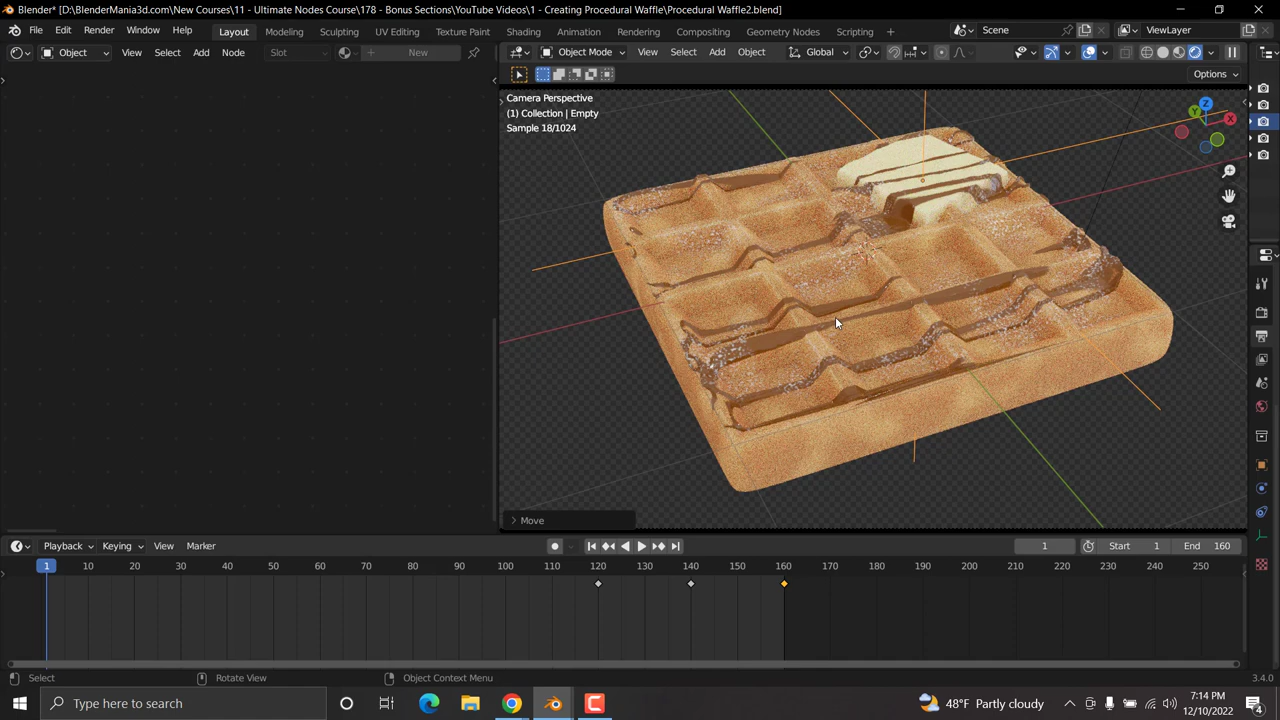 Blender* [D:\BlenderMania3d.com\New Courses\11 - Ultimate Nodes Course\178 - Bonus Sections\YouTube Videos\1 - Creating Procedural Waffle\Procedural Waffle2.blend]
File Edit Render Window Help Layout Modeling Sculpting UV Editing Texture Paint Shading Animation Rendering Compositing Geometry Nodes Scripting Scene ViewLayer
Object View Select Add Node Slot New Object Mode View Select Add Object Global
Options
Camera Perspective
(1) Collection | Empty
Sample 18/1024
Z
Y
X
Move
Playback Keying View Marker 1 Start 1 End 160
1 10 20 30 40 50 60 70 80 90 100 110 120 130 140 150 160 170 180 190 200 210 220 230 240 250
Select Rotate View Object Context Menu 3.4.0
Type here to search 48°F Partly cloudy 7:14 PM
12/10/2022
4